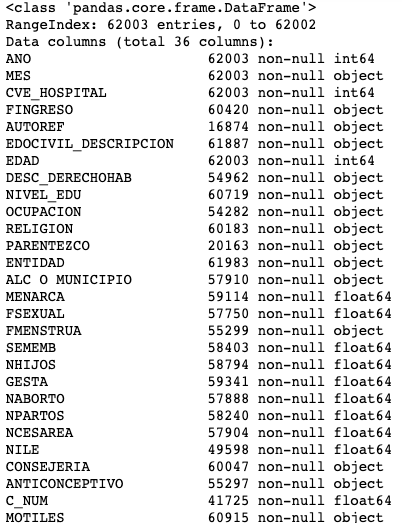 <class 'pandas.core.frame.DataFrame'>
RangeIndex: 62003 entries, 0 to 62002
Data columns (total 36 columns):
ANO                    62003 non-null int64
MES                    62003 non-null object
CVE_HOSPITAL           62003 non-null int64
FINGRESO               60420 non-null object
AUTOREF                16874 non-null object
EDOCIVIL_DESCRIPCION   61887 non-null object
EDAD                   62003 non-null int64
DESC_DERECHOHAB        54962 non-null object
NIVEL_EDU              60719 non-null object
OCUPACION              54282 non-null object
RELIGION               60183 non-null object
PARENTEZCO             20163 non-null object
ENTIDAD                61983 non-null object
ALC O MUNICIPIO        57910 non-null object
MENARCA                59114 non-null float64
FSEXUAL                57750 non-null float64
FMENSTRUA              55299 non-null object
SEMEMB                 58403 non-null float64
NHIJOS                 58794 non-null float64
GESTA                  59341 non-null float64
NABORTO                57888 non-null float64
NPARTOS                58240 non-null float64
NCESAREA               57904 non-null float64
NILE                   49598 non-null float64
CONSEJERIA             60047 non-null object
ANTICONCEPTIVO         55297 non-null object
C_NUM                  41725 non-null float64
MOTILES                60915 non-null object